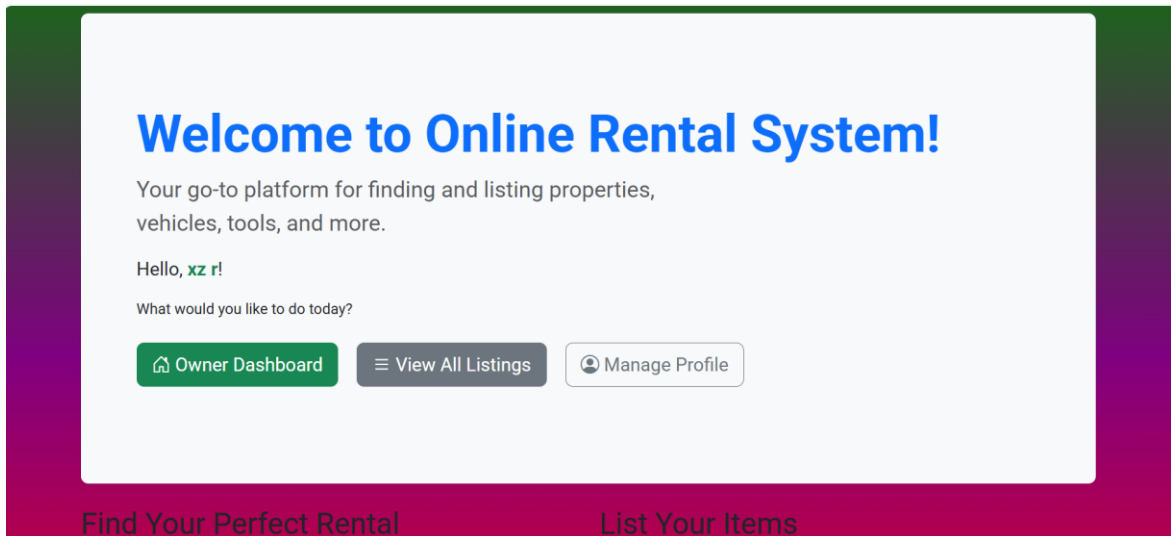 Welcome to Online Rental System!
Your go-to platform for finding and listing properties,
vehicles, tools, and more.
Hello, xz r!
What would you like to do today?
Owner Dashboard
View All Listings
Manage Profile
Find Your Perfect Rental
List Your Items